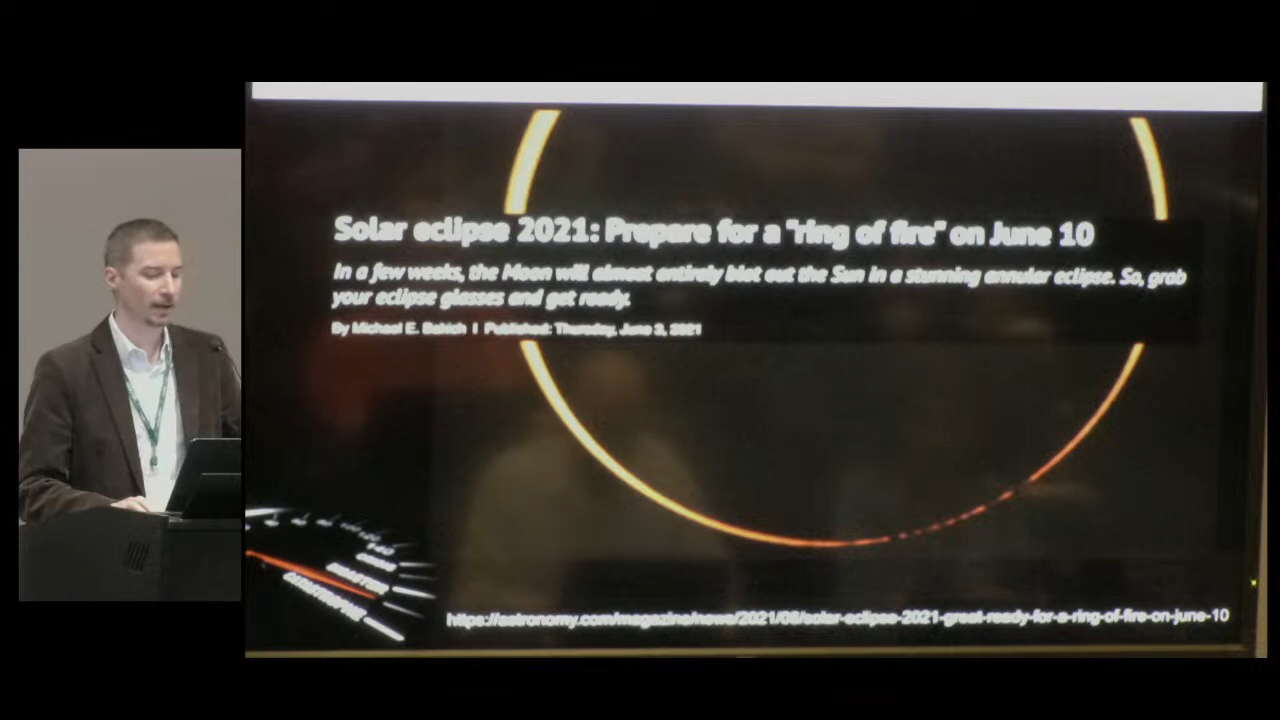 Solar eclipse 2021: Prepare for a "ring of fire" on June 10
In a few weeks, the Moon will almost entirely blot out the Sun in a stunning annular eclipse. So, grab
your eclipse glasses and get ready.
By Michael E. Bakich | Published: Thursday, June 3, 2021
DISASTER
CATASTROPHE
https://astronomy.com/magazine/news/2021/06/solar-eclipse-2021-great-ready-for-a-ring-of-fire-on-june-10